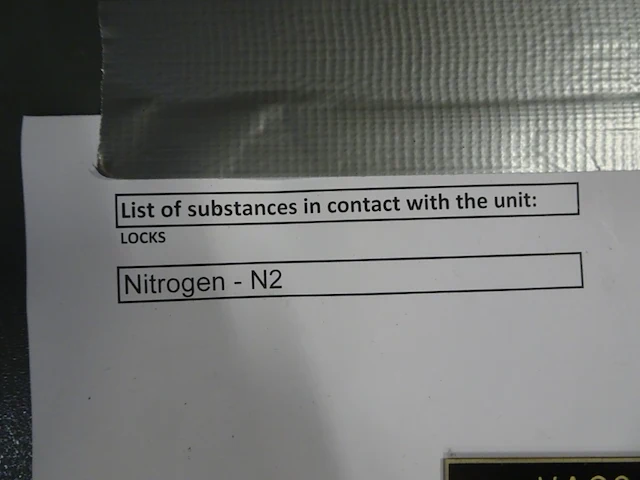 List of substances in contact with the unit:
LOCKS
Nitrogen - N2